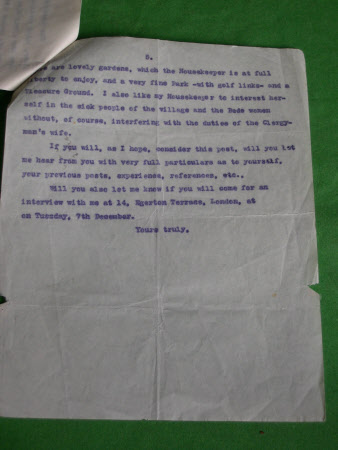 3.
are lovely gardens, which the Housekeeper is at full
liberty to enjoy, and a very fine Park -with golf links- and a
Pleasure Ground. I also like my Housekeeper to interest her-
self in the sick people of the village and the Bede women
without, of course, interfering with the duties of the Clergy-
man's wife.
If you will, as I hope, consider this post, will you let
me hear from you with very full particulars as to yourself,
your previous posts, experience, references, etc.,
Will you also let me know if you will come for an
interview with me at 14, Egerton Terrace, London, at
on Tuesday, 7th December.
Yours truly,